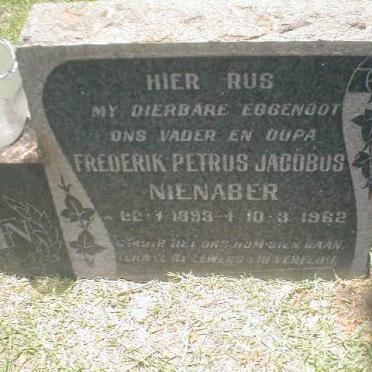 HIER RUS
MY DIERBARE EGGENOOT
ONS VADER EN OUPA
FREDERIK PETRUS JACOBUS
NIENABER
22-1-1893-† 10-3-1962
HET ONS HOM SIEN GAAN,
N